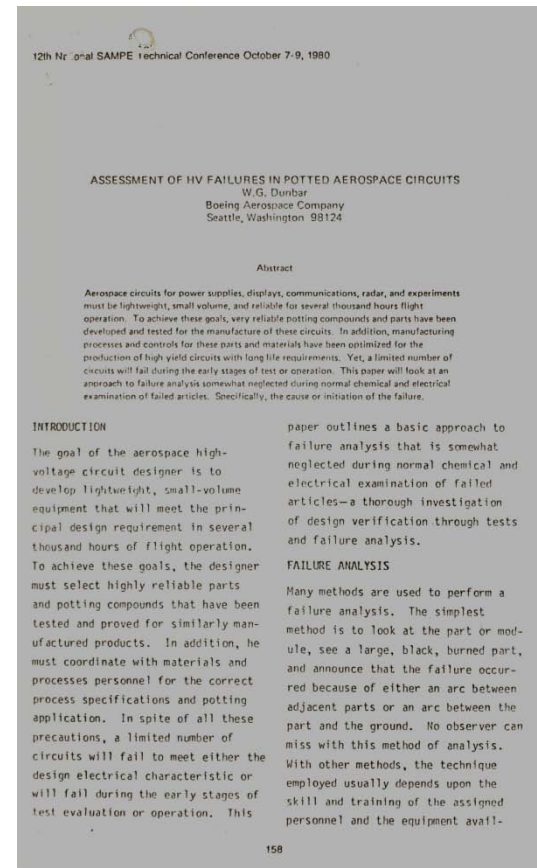 12th N onal SAMPE Technical Conference October 7-9, 1980
ASSESSMENT OF HV FAILURES IN POTTED AEROSPACE CIRCUITS
W.G. Dunbar
Boeing Aerospace Company
Seattle, Washington 98124
Abstract
Aerospace circuits for power supplies, displays, communications, radar, and experiments
must be lightweight, small volume, and reliable for several thousand hours flight
operation. To achieve these goals, very reliable potting compounds and parts have been
developed and tested for the manufacture of these circuits. In addition, manufacturing
processes and controls for these parts and materials have been optimized for the
production of high yield circuits with long life requirements. Yet, a limited number of
circuits will fail during the early stages of test or operation. This paper will look at an
approach to failure analysis somewhat neglected during normal chemical and electrical
examination of failed articles. Specifically, the cause or initiation of the failure.
INTRODUCTION
The goal of the aerospace high-
voltage circuit designer is to
develop lightweight, small-volume
equipment that will meet the prin-
cipal design requirement in several
thousand hours of flight operation.
To achieve these goals, the designer
must select highly reliable parts
and potting compounds that have been
tested and proved for similarly man-
ufactured products. In addition, he
must coordinate with materials and
processes personnel for the correct
process specifications and potting
application. In spite of all these
precautions, a limited number of
circuits will fail to meet either the
design electrical characteristic or
will fail during the early stages of
test evaluation or operation. This
paper outlines a basic approach to
failure analysis that is somewhat
neglected during normal chemical and
electrical examination of failed
articles—a thorough investigation
of design verification through tests
and failure analysis.
FAILURE ANALYSIS
Many methods are used to perform a
failure analysis. The simplest
method is to look at the part or mod-
ule, see a large, black, burned part,
and announce that the failure occur-
red because of either an arc between
adjacent parts or an arc between the
part and the ground. No observer can
miss with this method of analysis.
With other methods, the technique
employed usually depends upon the
skill and training of the assigned
personnel and the equipment avail-
158